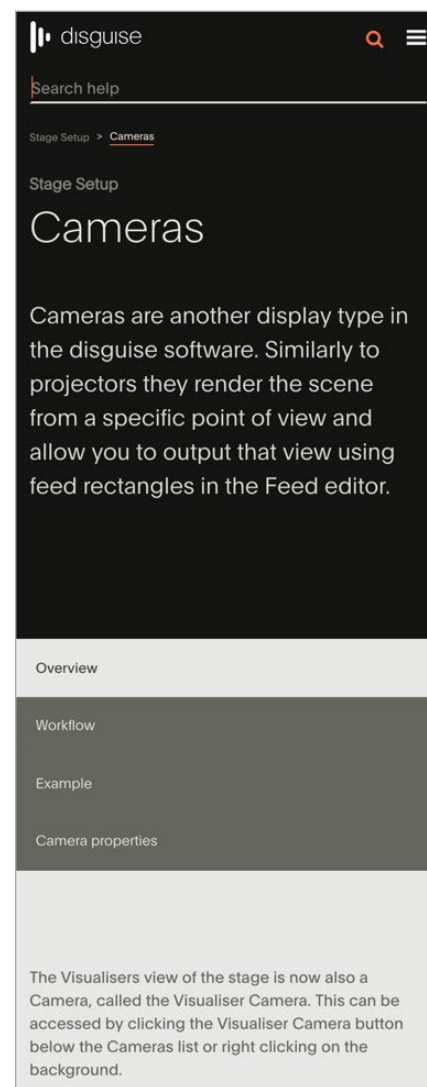 disguise
Search help
Stage Setup > Cameras
Stage Setup
Cameras
Cameras are another display type in
the disguise software. Similarly to
projectors they render the scene
from a specific point of view and
allow you to output that view using
feed rectangles in the Feed editor.
Overview
Workflow
Example
Camera properties
The Visualisers view of the stage is now also a
Camera, called the Visualiser Camera. This can be
accessed by clicking the Visualiser Camera button
below the Cameras list or right clicking on the
background.